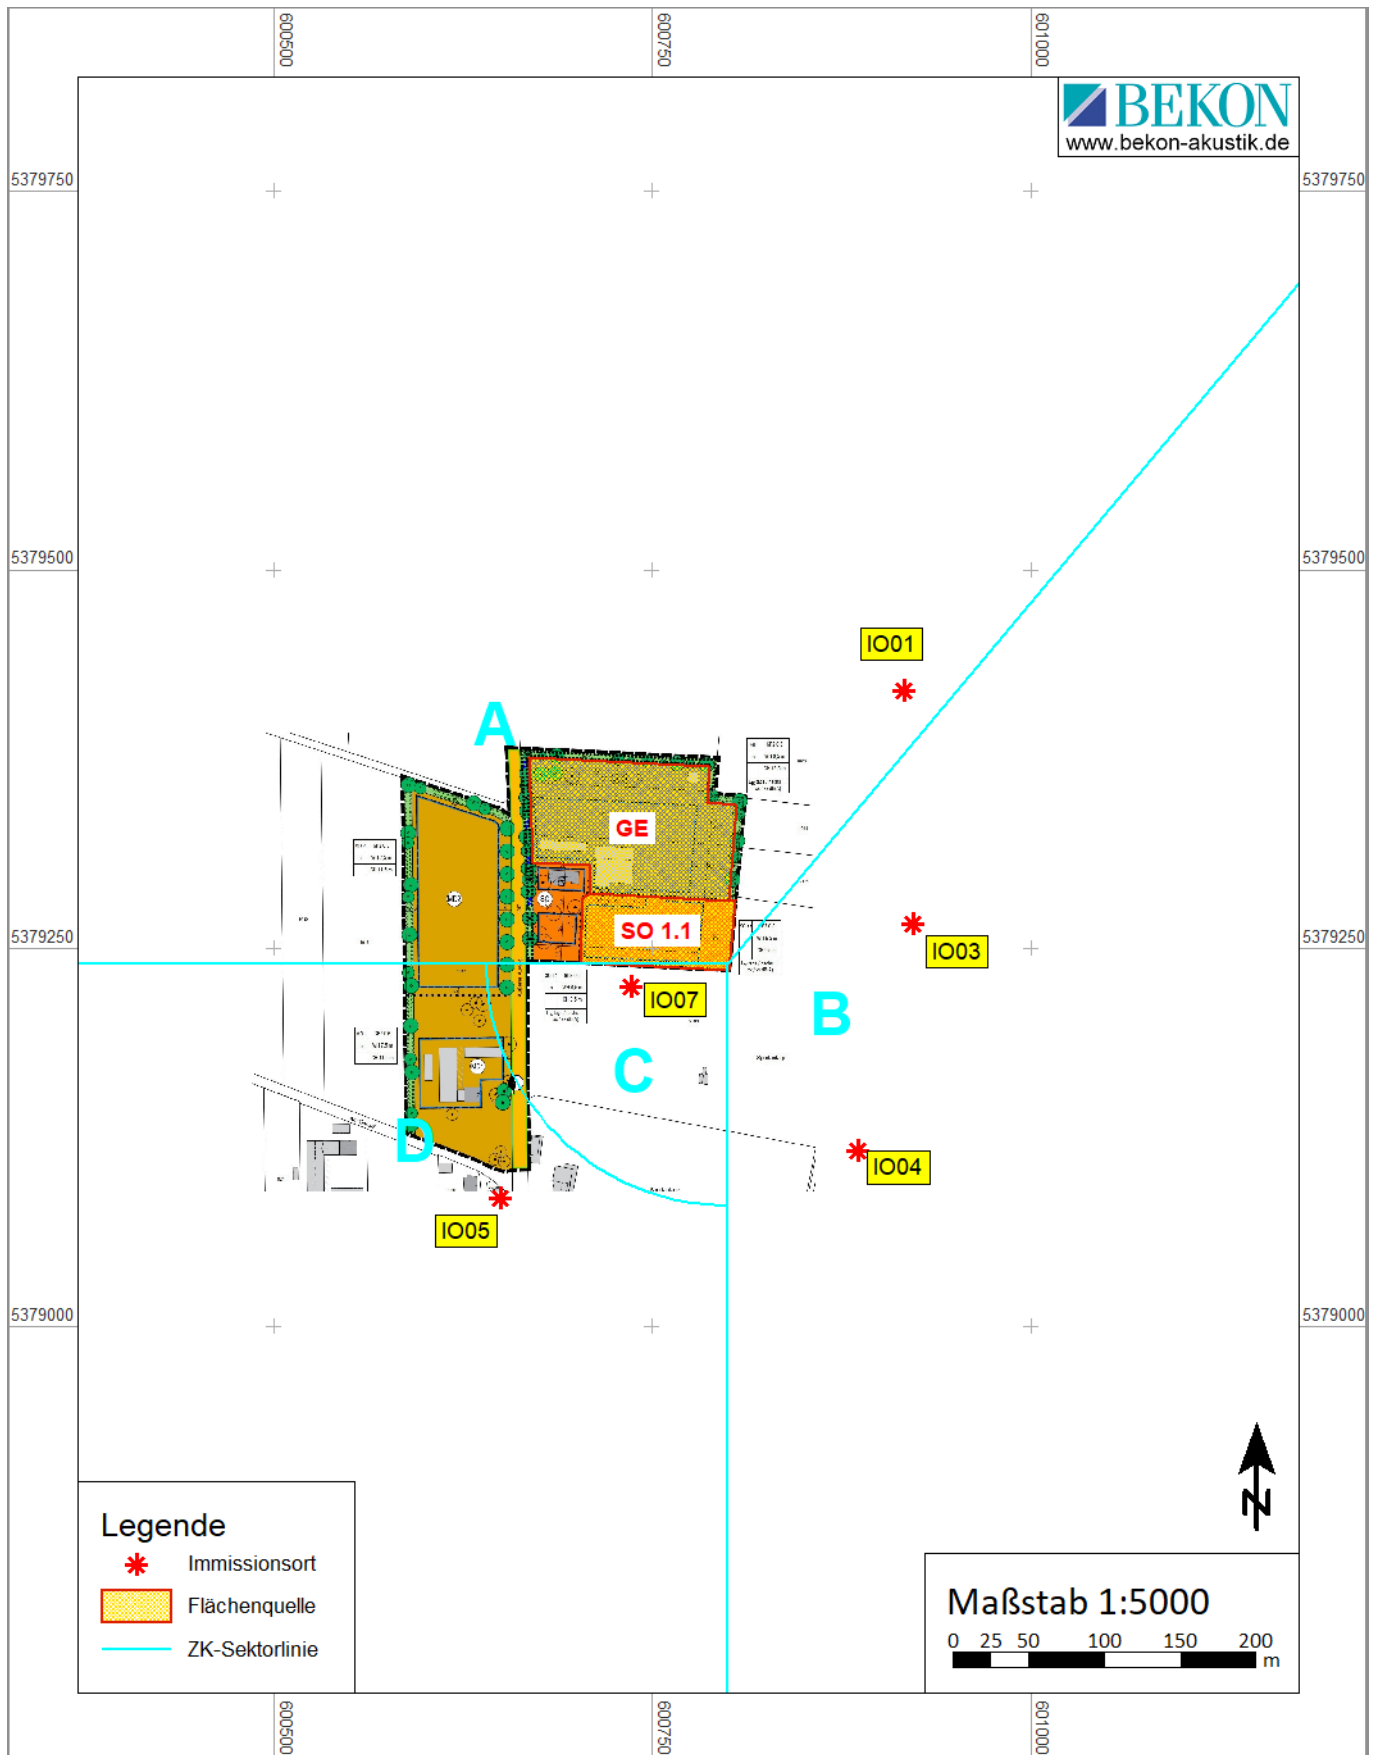 600500
600750
601000
BEKON
www.bekon-akustik.de
5379750
5379750
5379500
5379500
IO01
A
GE
SO 1.1
5379250
5379250
IO03
IO07
B
C
D
IO04
IO05
5379000
5379000
N
Legende
Immissionsort
Flächenquelle
ZK-Sektorlinie
Maßstab 1:5000
0 25 50 100 150 200
m
600500
600750
601000